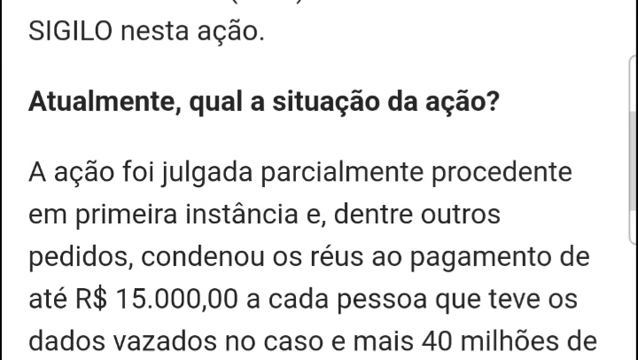 SIGILO nesta ação.
Atualmente, qual a situação da ação?
A ação foi julgada parcialmente procedente
em primeira instância e, dentre outros
pedidos, condenou os réus ao pagamento de
até R$ 15.000,00 a cada pessoa que teve os
dados vazados no caso e mais 40 milhões de